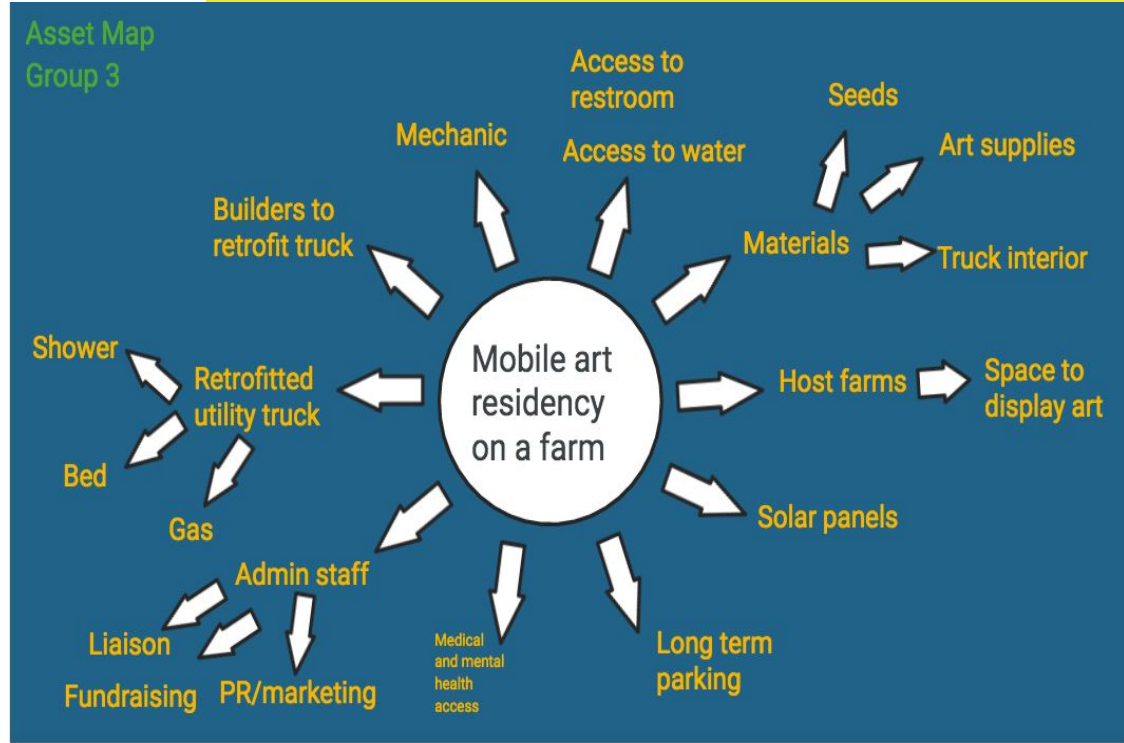 Asset Map
Group 3
Access to
restroom
Access to water
Mechanic
Seeds
Art supplies
Materials
Truck interior
Builders to
retrofit truck
Shower
Retrofitted
utility truck
Bed
Gas
Mobile art
residency
on a farm
Host farms
Space to
display art
Solar panels
Admin staff
Liaison
Fundraising
PR/marketing
Medical
and mental
health
access
Long term
parking